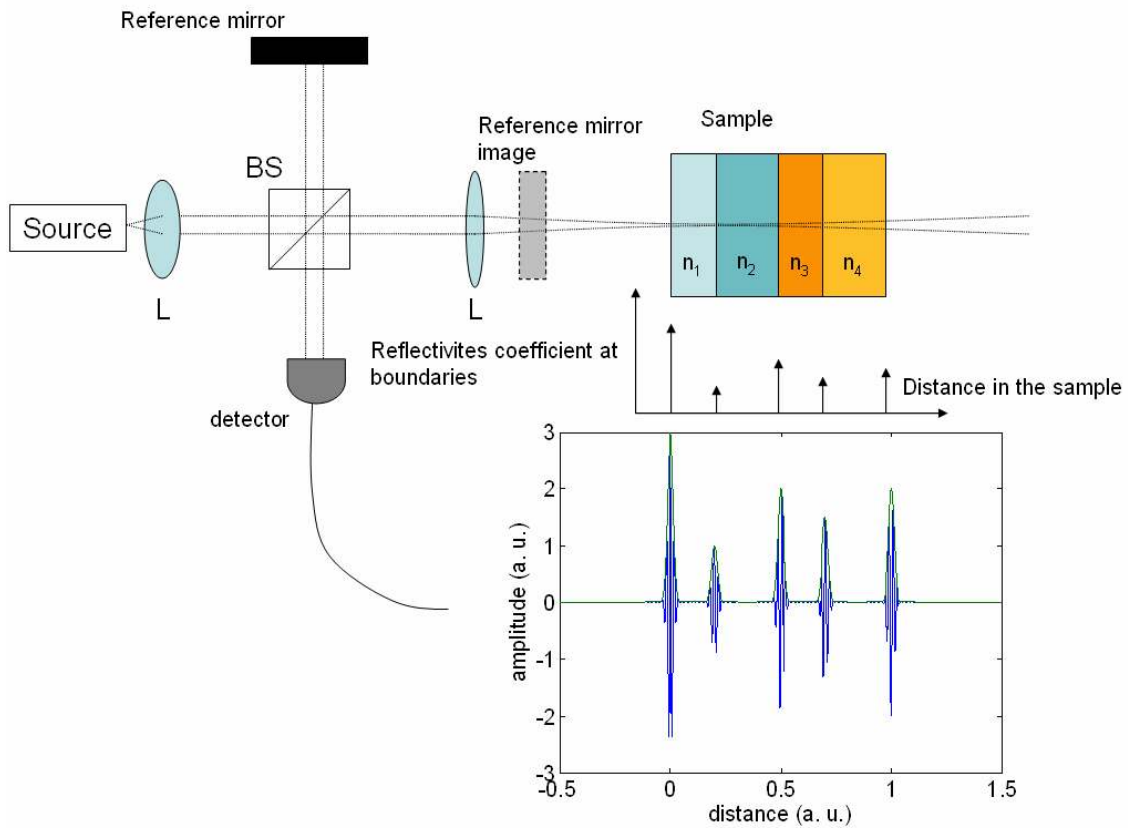 Reference mirror
Reference mirror
image
Sample
BS
Source
L
L
n1
n2
n3
n4
Reflectivites coefficient at
boundaries
detector
Distance in the sample
3
2
1
0
-1
-2
-3
amplitude (a. u.)
-0.5
0
0.5
1
1.5
distance (a. u.)